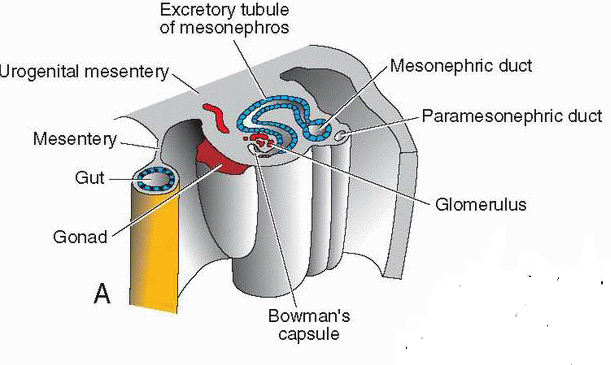 Excretory tubule
of mesonephros
Urogenital mesentery
Mesonephric duct
Paramesonephric duct
Mesentery
Gut
Glomerulus
Gonad
A
Bowman's
capsule